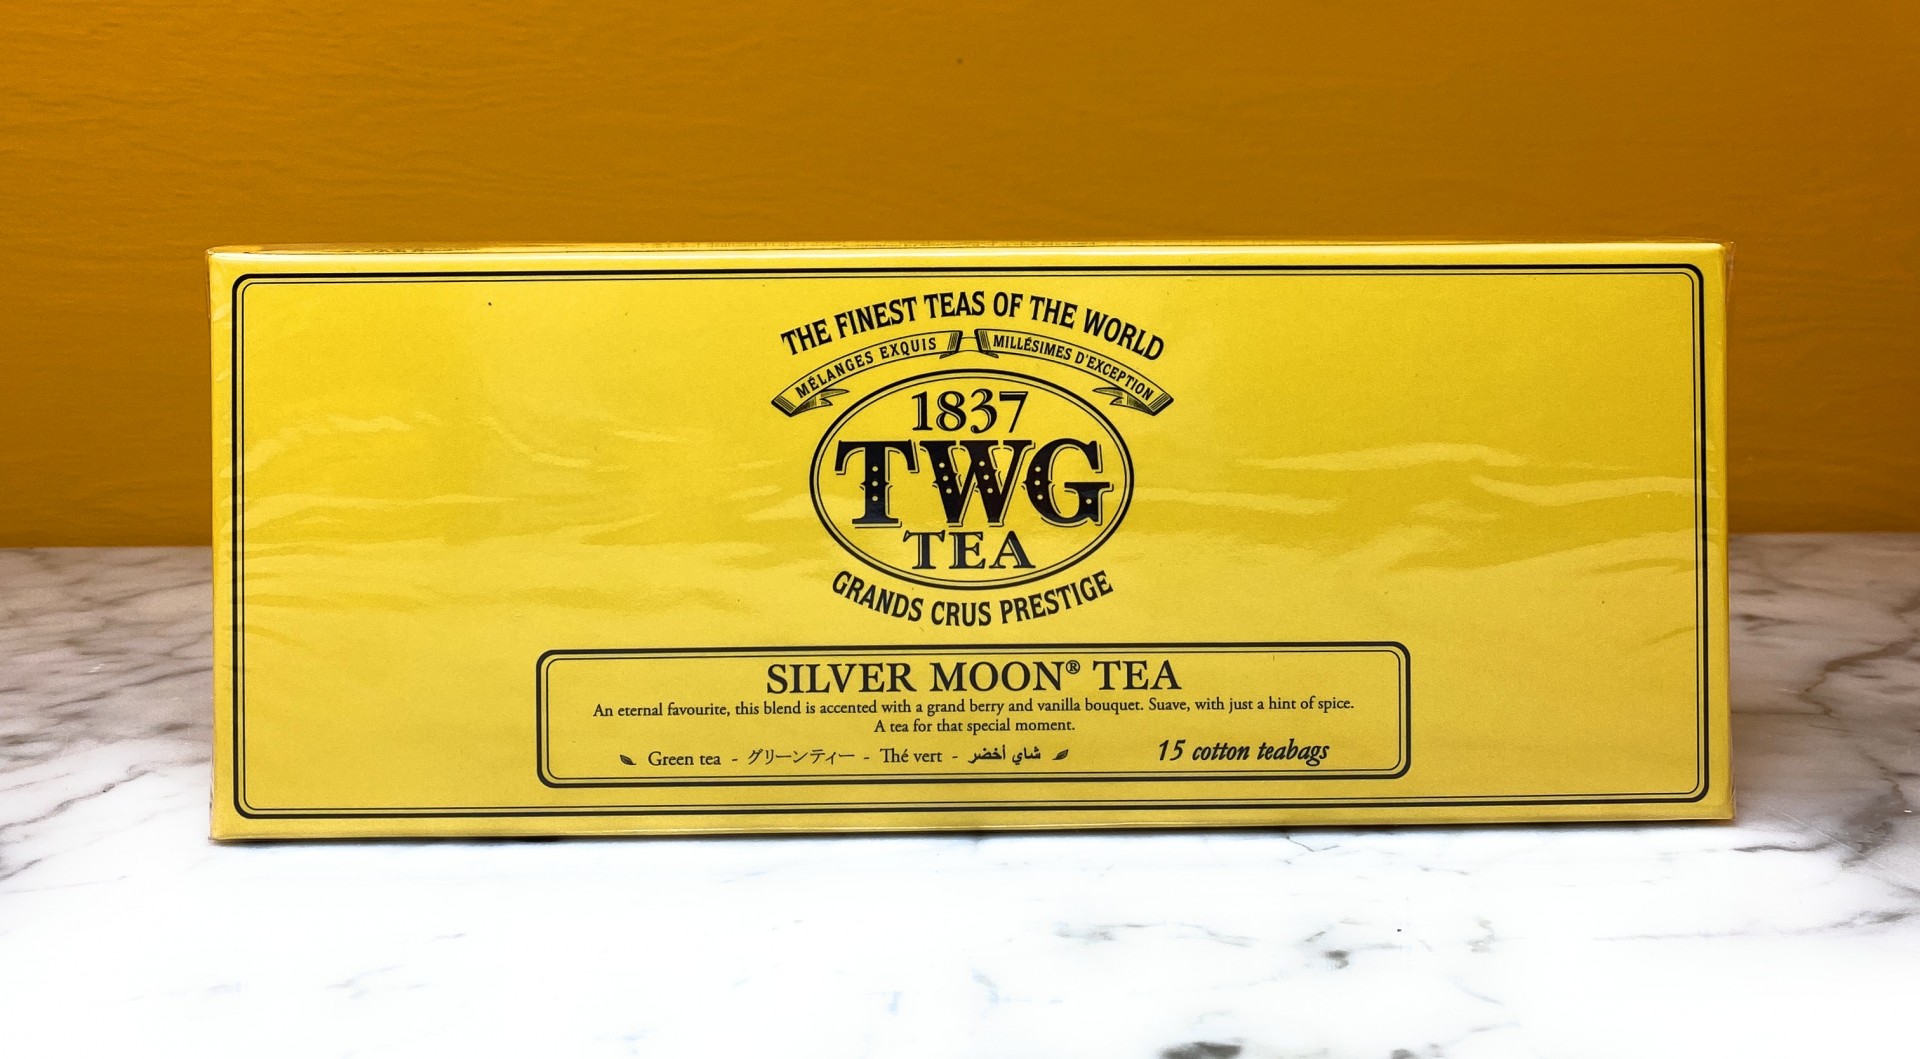 THE FINEST TEAS OF THE WORLD
MÉLANGES EXQUIS MILLÉSIMES D'EXCEPTION
1837
TWG
TEA
GRANDS CRUS PRESTIGE
SILVER MOON® TEA
An eternal favourite, this blend is accented with a grand berry and vanilla bouquet. Suave, with just a hint of spice.
A tea for that special moment.
Green tea - グリーンティー - Thé vert - شاي أخضر 15 cotton teabags